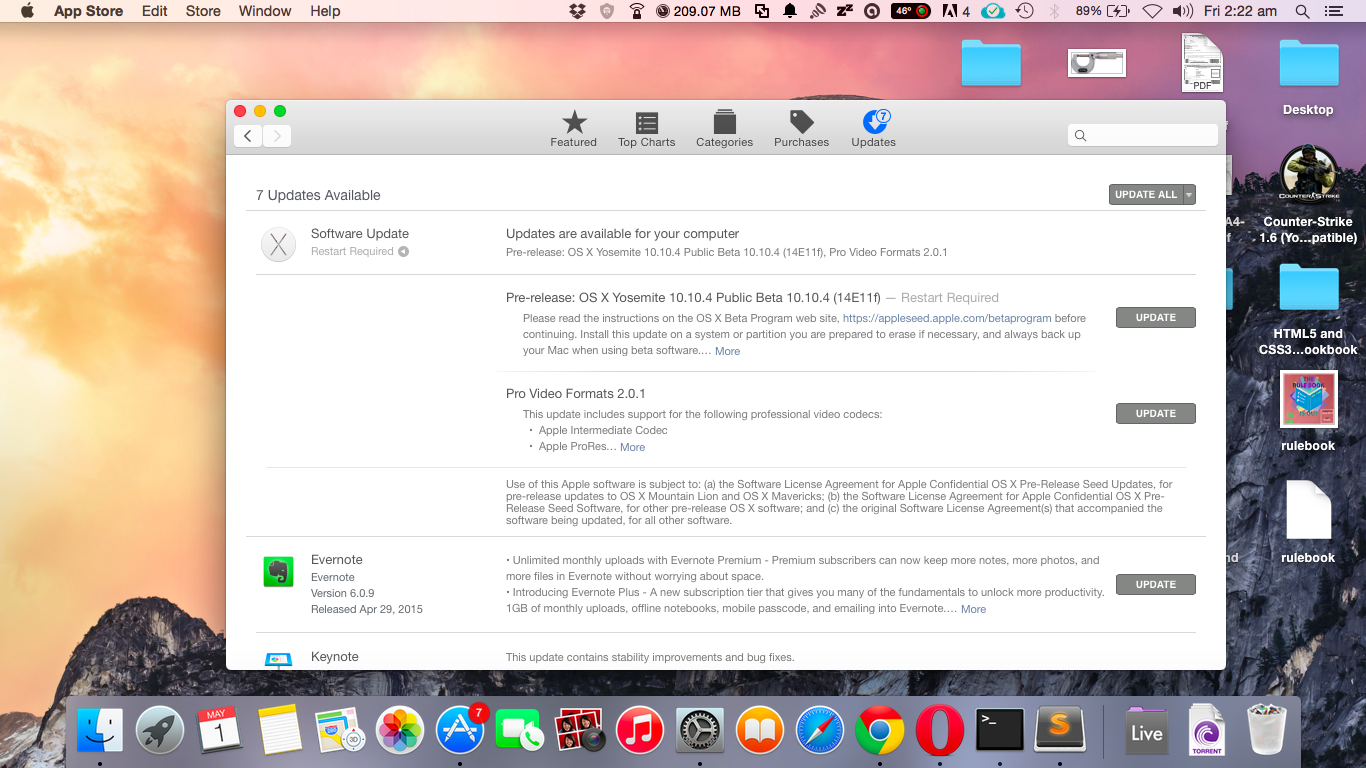 App Store Edit Store Window Help 209.07 MB 46° 4 89% Fri 2:22 am
PDF
Desktop
Featured Top Charts Categories Purchases Updates
7
7 Updates Available
UPDATE ALL
Software Update
Restart Required
Updates are available for your computer
Pre-release: OS X Yosemite 10.10.4 Public Beta 10.10.4 (14E11f), Pro Video Formats 2.0.1
Pre-release: OS X Yosemite 10.10.4 Public Beta 10.10.4 (14E11f) — Restart Required
Please read the instructions on the OS X Beta Program web site, https://appleseed.apple.com/betaprogram before
continuing. Install this update on a system or partition you are prepared to erase if necessary, and always back up
your Mac when using beta software.… More
UPDATE
Pro Video Formats 2.0.1
This update includes support for the following professional video codecs:
• Apple Intermediate Codec
• Apple ProRes… More
UPDATE
Use of this Apple software is subject to: (a) the Software License Agreement for Apple Confidential OS X Pre-Release Seed Updates, for
pre-release updates to OS X Mountain Lion and OS X Mavericks; (b) the Software License Agreement for Apple Confidential OS X Pre-
Release Seed Software, for other pre-release OS X software; and (c) the original Software License Agreement(s) that accompanied the
software being updated, for all other software.
Evernote
Evernote
Version 6.0.9
Released Apr 29, 2015
• Unlimited monthly uploads with Evernote Premium - Premium subscribers can now keep more notes, more photos, and
more files in Evernote without worrying about space.
• Introducing Evernote Plus - A new subscription tier that gives you many of the fundamentals to unlock more productivity.
1GB of monthly uploads, offline notebooks, mobile passcode, and emailing into Evernote.… More
UPDATE
Keynote
This update contains stability improvements and bug fixes.
COUNTER-STRIKE
A4-
f
Counter-Strike
1.6 (Yo...patible)
HTML5 and
CSS3...ookbook
THE
RULE BOOK
IS OUT
rulebook
nd
rulebook
MAY
1
7
>_
S
Live
TORRENT